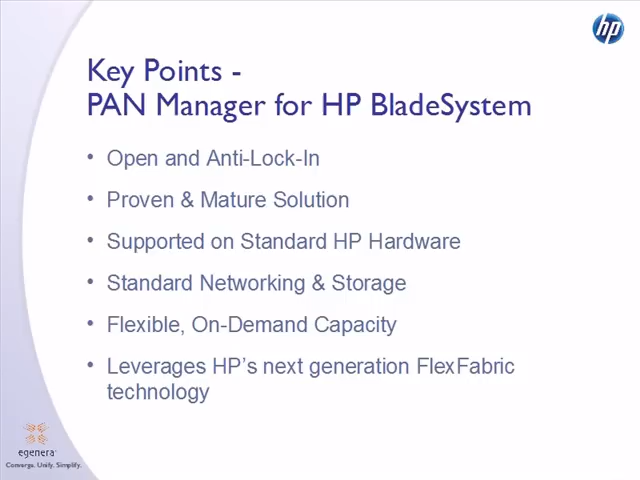 hp
Key Points -
PAN Manager for HP BladeSystem
• Open and Anti-Lock-In
• Proven & Mature Solution
• Supported on Standard HP Hardware
• Standard Networking & Storage
• Flexible, On-Demand Capacity
• Leverages HP's next generation FlexFabric
technology
egenera
Converge. Unify. Simplify.